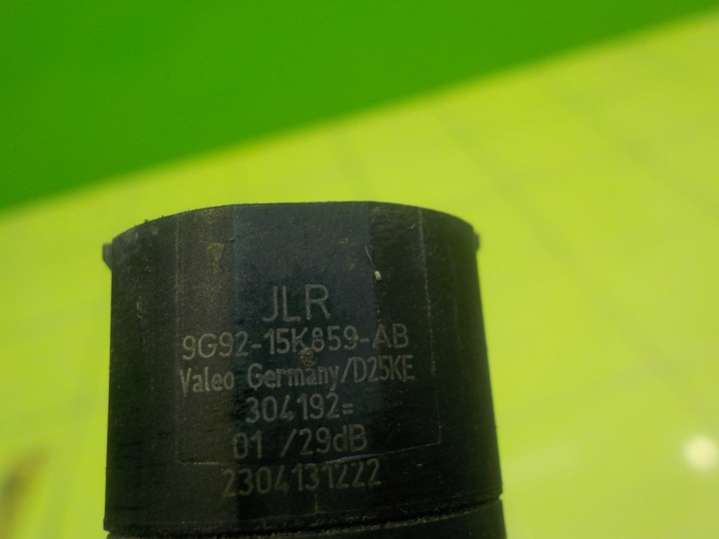 JLR
9G92-15K859-AB
Valeo Germany/D25KE
304192=
01 /29dB
2304131222